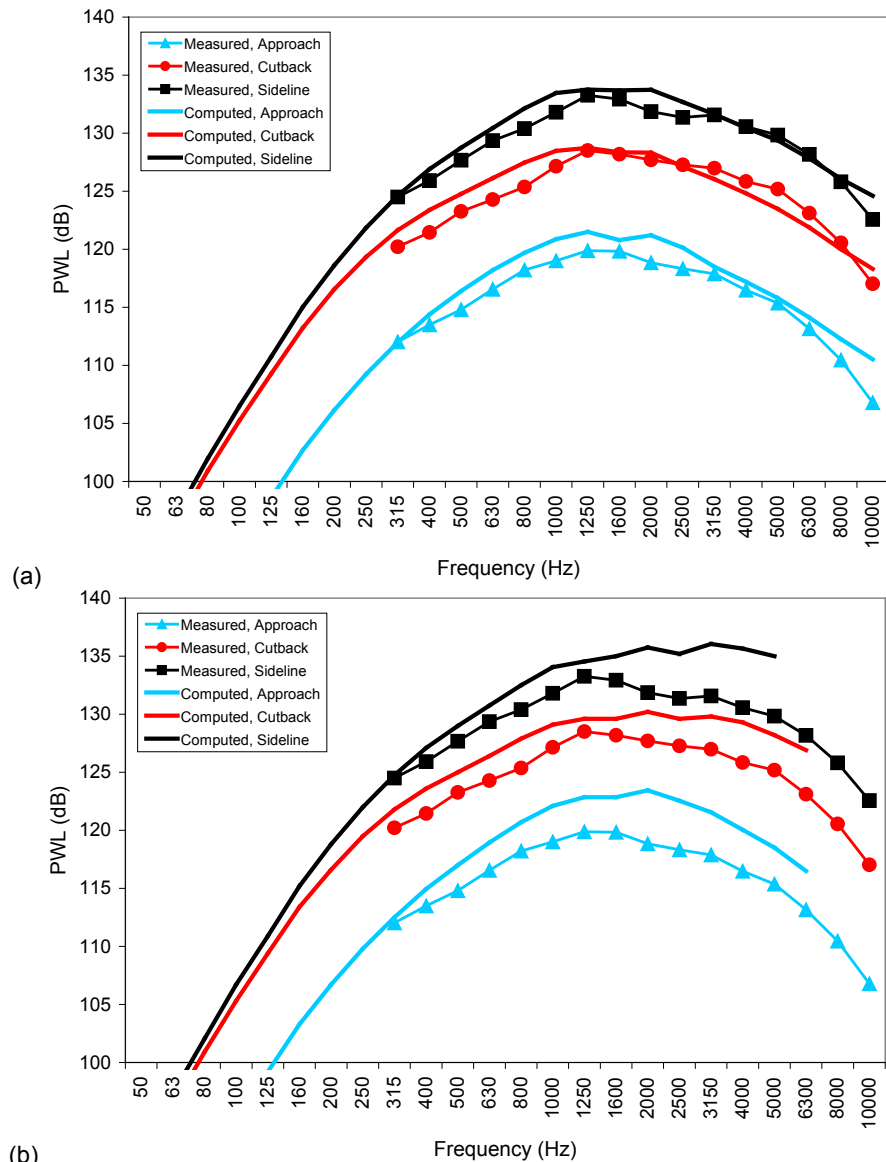 140
135
130
125
120
115
110
105
100
PWL (dB)
Measured, Approach
Measured, Cutback
Measured, Sideline
Computed, Approach
Computed, Cutback
Computed, Sideline
50 63 80 100 125 160 200 250 315 400 500 630 800 1000 1250 1600 2000 2500 3150 4000 5000 6300 8000 10000
Frequency (Hz)
(a)
140
135
130
125
120
115
110
105
100
PWL (dB)
Measured, Approach
Measured, Cutback
Measured, Sideline
Computed, Approach
Computed, Cutback
Computed, Sideline
50 63 80 100 125 160 200 250 315 400 500 630 800 1000 1250 1600 2000 2500 3150 4000 5000 6300 8000 10000
Frequency (Hz)
(b)